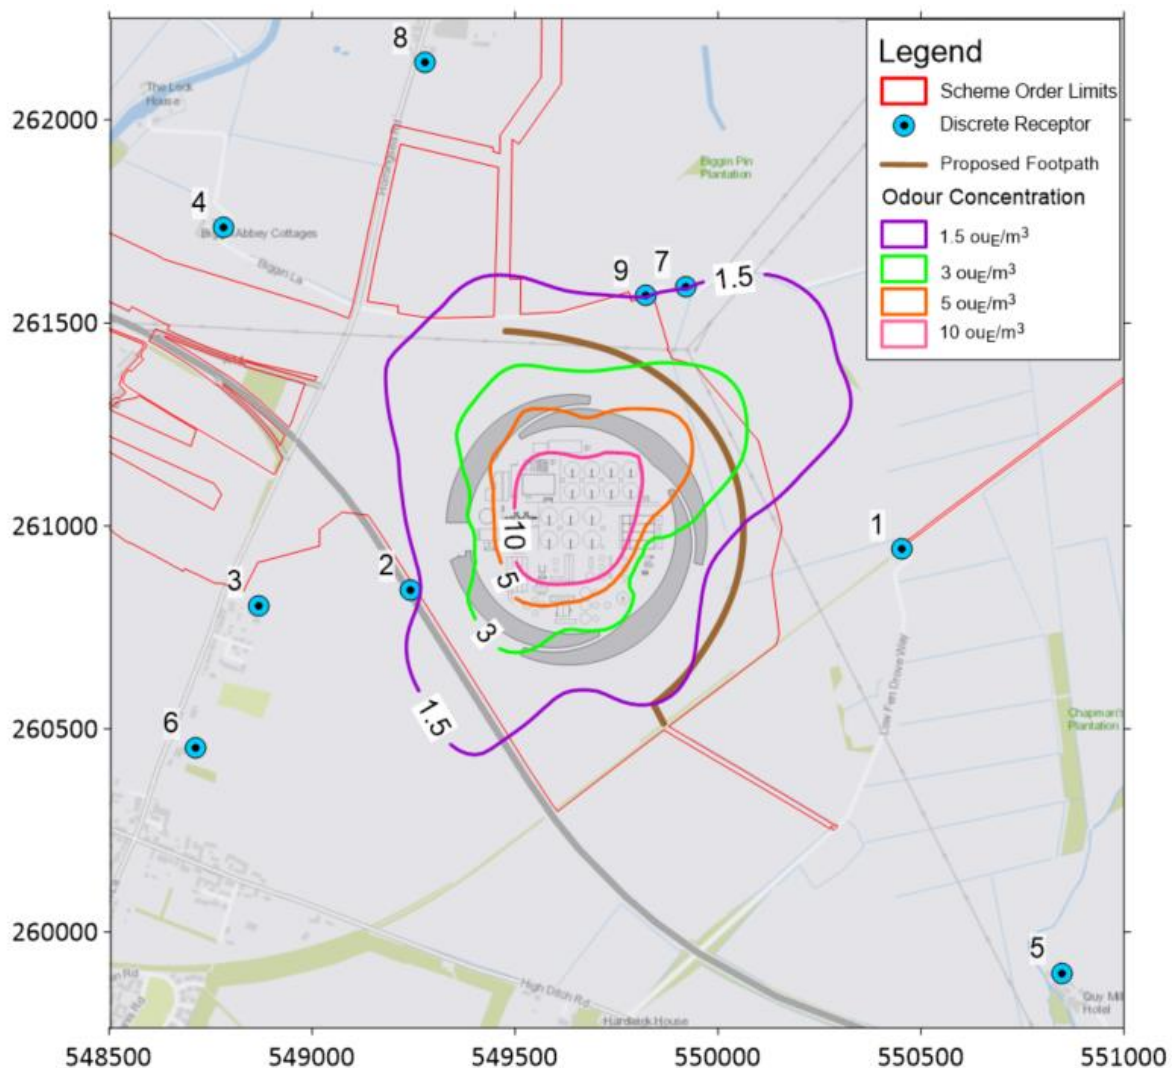 Legend
Scheme Order Limits
Discrete Receptor
Proposed Footpath
Odour Concentration
1.5 ouE/m³
3 ouE/m³
5 ouE/m³
10 ouE/m³
8
The Lock
House
262000
Biggin Pin
Plantation
4
Abbey Cottages
Biggin La
9
7
1.5
261500
261000
10
5
3
1
2
3
1.5
Low Fen Drove Way
260500
6
Chapman's
Plantation
260000
5
High Ditch Rd
Quy Mill
Hotel
Hardwick House
548500
549000
549500
550000
550500
551000